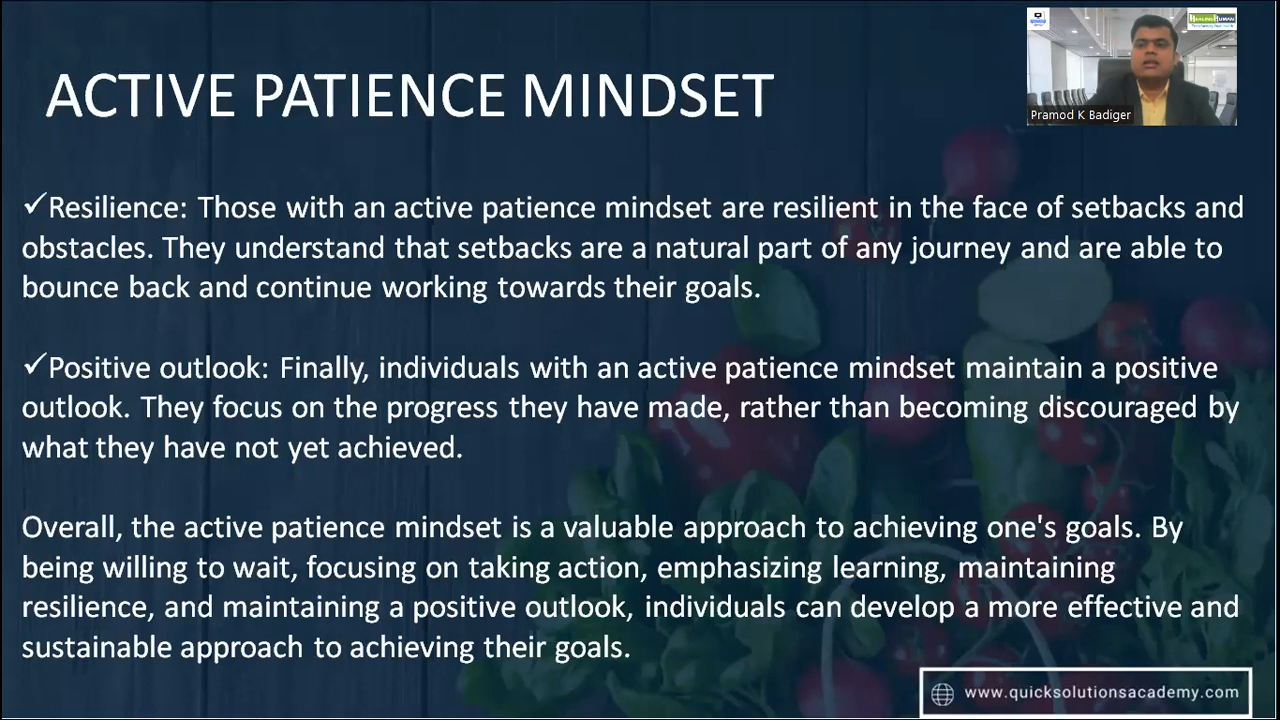 ACTIVE PATIENCE MINDSET
Pramod K Badiger
✓Resilience: Those with an active patience mindset are resilient in the face of setbacks and
obstacles. They understand that setbacks are a natural part of any journey and are able to
bounce back and continue working towards their goals.
✓Positive outlook: Finally, individuals with an active patience mindset maintain a positive
outlook. They focus on the progress they have made, rather than becoming discouraged by
what they have not yet achieved.
Overall, the active patience mindset is a valuable approach to achieving one's goals. By
being willing to wait, focusing on taking action, emphasizing learning, maintaining
resilience, and maintaining a positive outlook, individuals can develop a more effective and
sustainable approach to achieving their goals.
www.quicksolutionsacademy.com